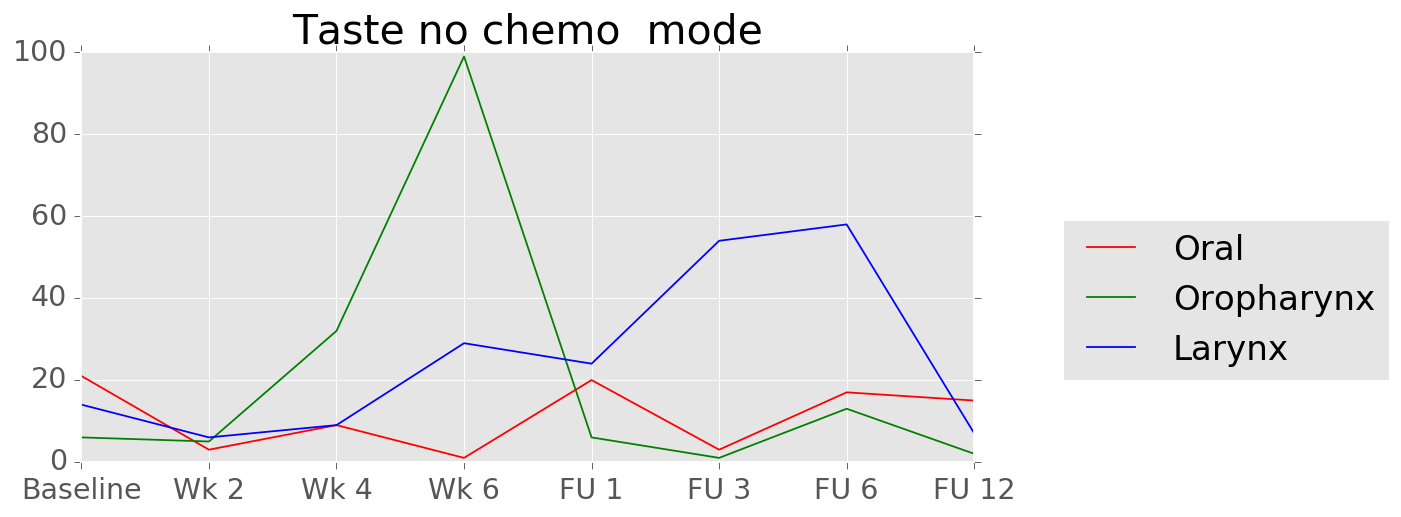 Taste no chemo  mode
100
80
60
40
20
0
Baseline Wk 2 Wk 4 Wk 6 FU 1 FU 3 FU 6 FU 12
Oral
Oropharynx
Larynx